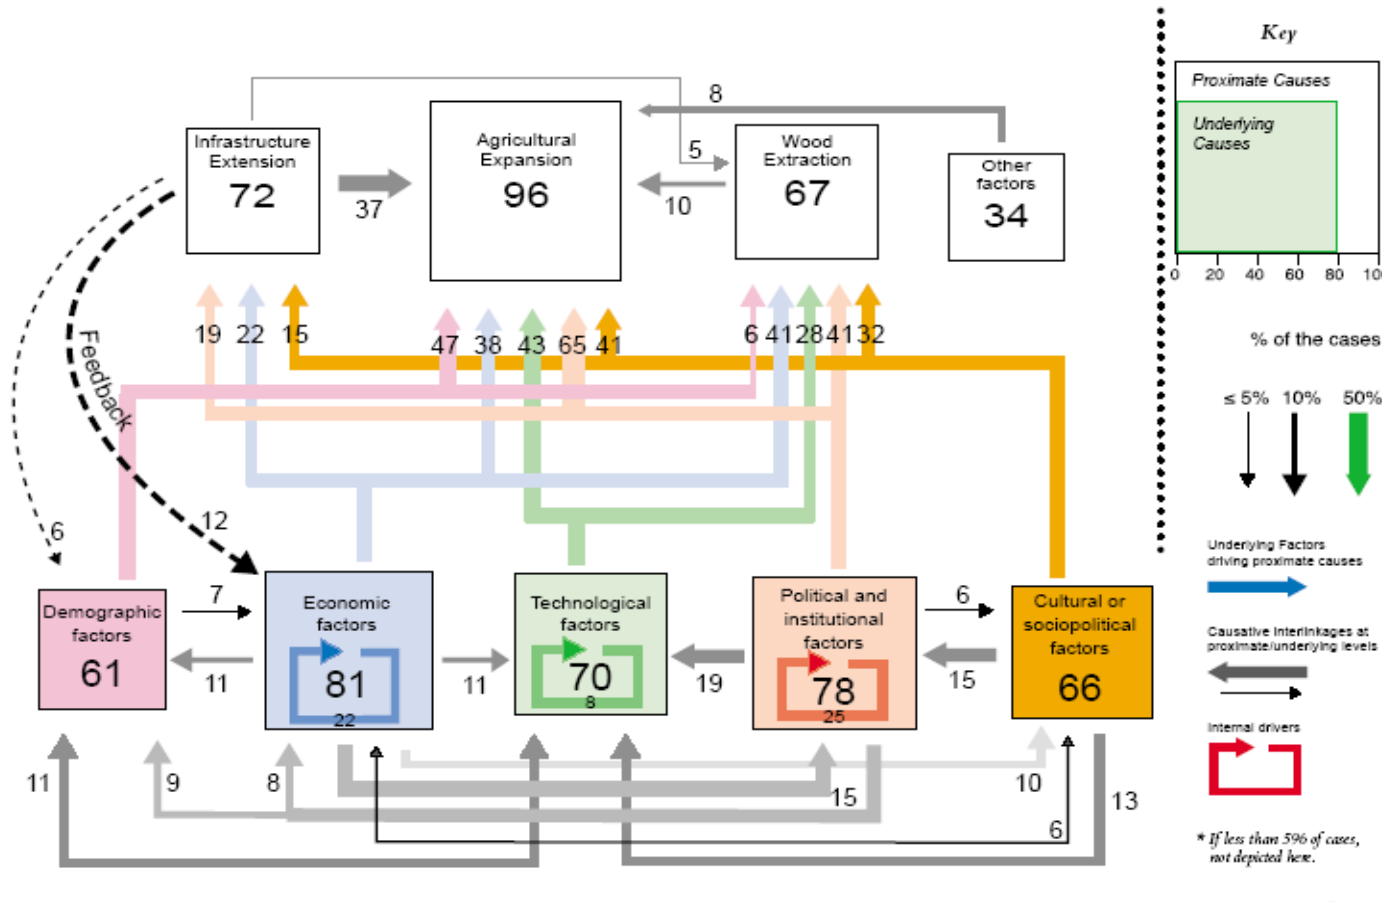 Key
Proximate Causes
Underlying
Causes
0 20 40 60 80 10
% of the cases
≤ 5% 10% 50%
Underlying Factors
driving proximate causes
Causative Interlinkages at
proximate/underlying levels
Internal drivers
* If less than 5% of cases,
not depicted here.
8
Infrastructure
Extension
72
37
Agricultural
Expansion
96
5
10
Wood
Extraction
67
Other
factors
34
19 22 15
47 38 43 65 41
6 41 28 41 32
Feedback
6
12
Demographic
factors
61
7
11
Economic
factors
81
22
11
Technological
factors
70
8
19
Political and
institutional
factors
78
25
6
15
Cultural or
sociopolitical
factors
66
11
9
8
15
10
6
13